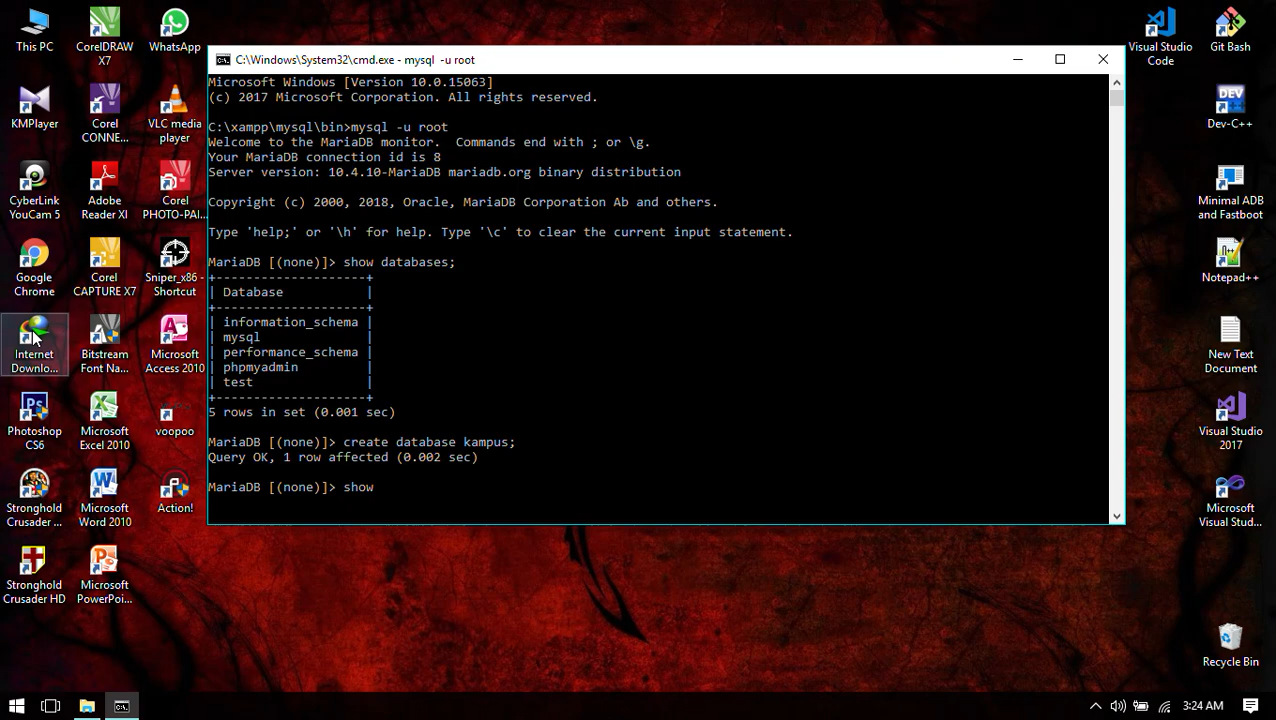 This PC
CorelDRAW X7
WhatsApp
KMPlayer
Corel CONNE...
VLC media player
CyberLink YouCam 5
Adobe Reader XI
Corel PHOTO-PAI...
Google Chrome
Corel CAPTURE X7
Sniper_x86 - Shortcut
Internet Downlo...
Bitstream Font Na...
Microsoft Access 2010
Photoshop CS6
Microsoft Excel 2010
voopoo
Stronghold Crusader ...
Microsoft Word 2010
Action!
Stronghold Crusader HD
Microsoft PowerPoi...
C:\Windows\System32\cmd.exe - mysql  -u root
Microsoft Windows [Version 10.0.15063]
(c) 2017 Microsoft Corporation. All rights reserved.
C:\xampp\mysql\bin>mysql -u root
Welcome to the MariaDB monitor.  Commands end with ; or \g.
Your MariaDB connection id is 8
Server version: 10.4.10-MariaDB mariadb.org binary distribution
Copyright (c) 2000, 2018, Oracle, MariaDB Corporation Ab and others.
Type 'help;' or '\h' for help. Type '\c' to clear the current input statement.
MariaDB [(none)]> show databases;
+--------------------+
| Database           |
+--------------------+
| information_schema |
| mysql              |
| performance_schema |
| phpmyadmin         |
| test               |
+--------------------+
5 rows in set (0.001 sec)
MariaDB [(none)]> create database kampus;
Query OK, 1 row affected (0.002 sec)
MariaDB [(none)]> show
Visual Studio Code
Git Bash
DEV
Dev-C++
Minimal ADB and Fastboot
Notepad++
New Text Document
Visual Studio 2017
Microsoft Visual Stud...
Recycle Bin
3:24 AM